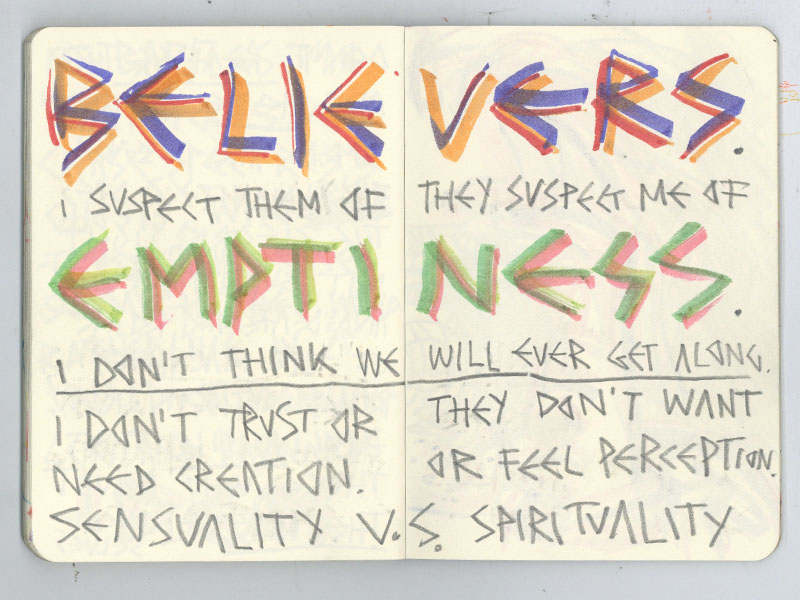 BELIEVERS.
I SUSPECT THEM OF THEY SUSPECT ME OF
EMPTINESS.
I DON'T THINK WE WILL EVER GET ALONG.
I DON'T TRUST OR THEY DON'T WANT
NEED CREATION. OR FEEL PERCEPTION.
SENSUALITY V.S. SPIRITUALITY